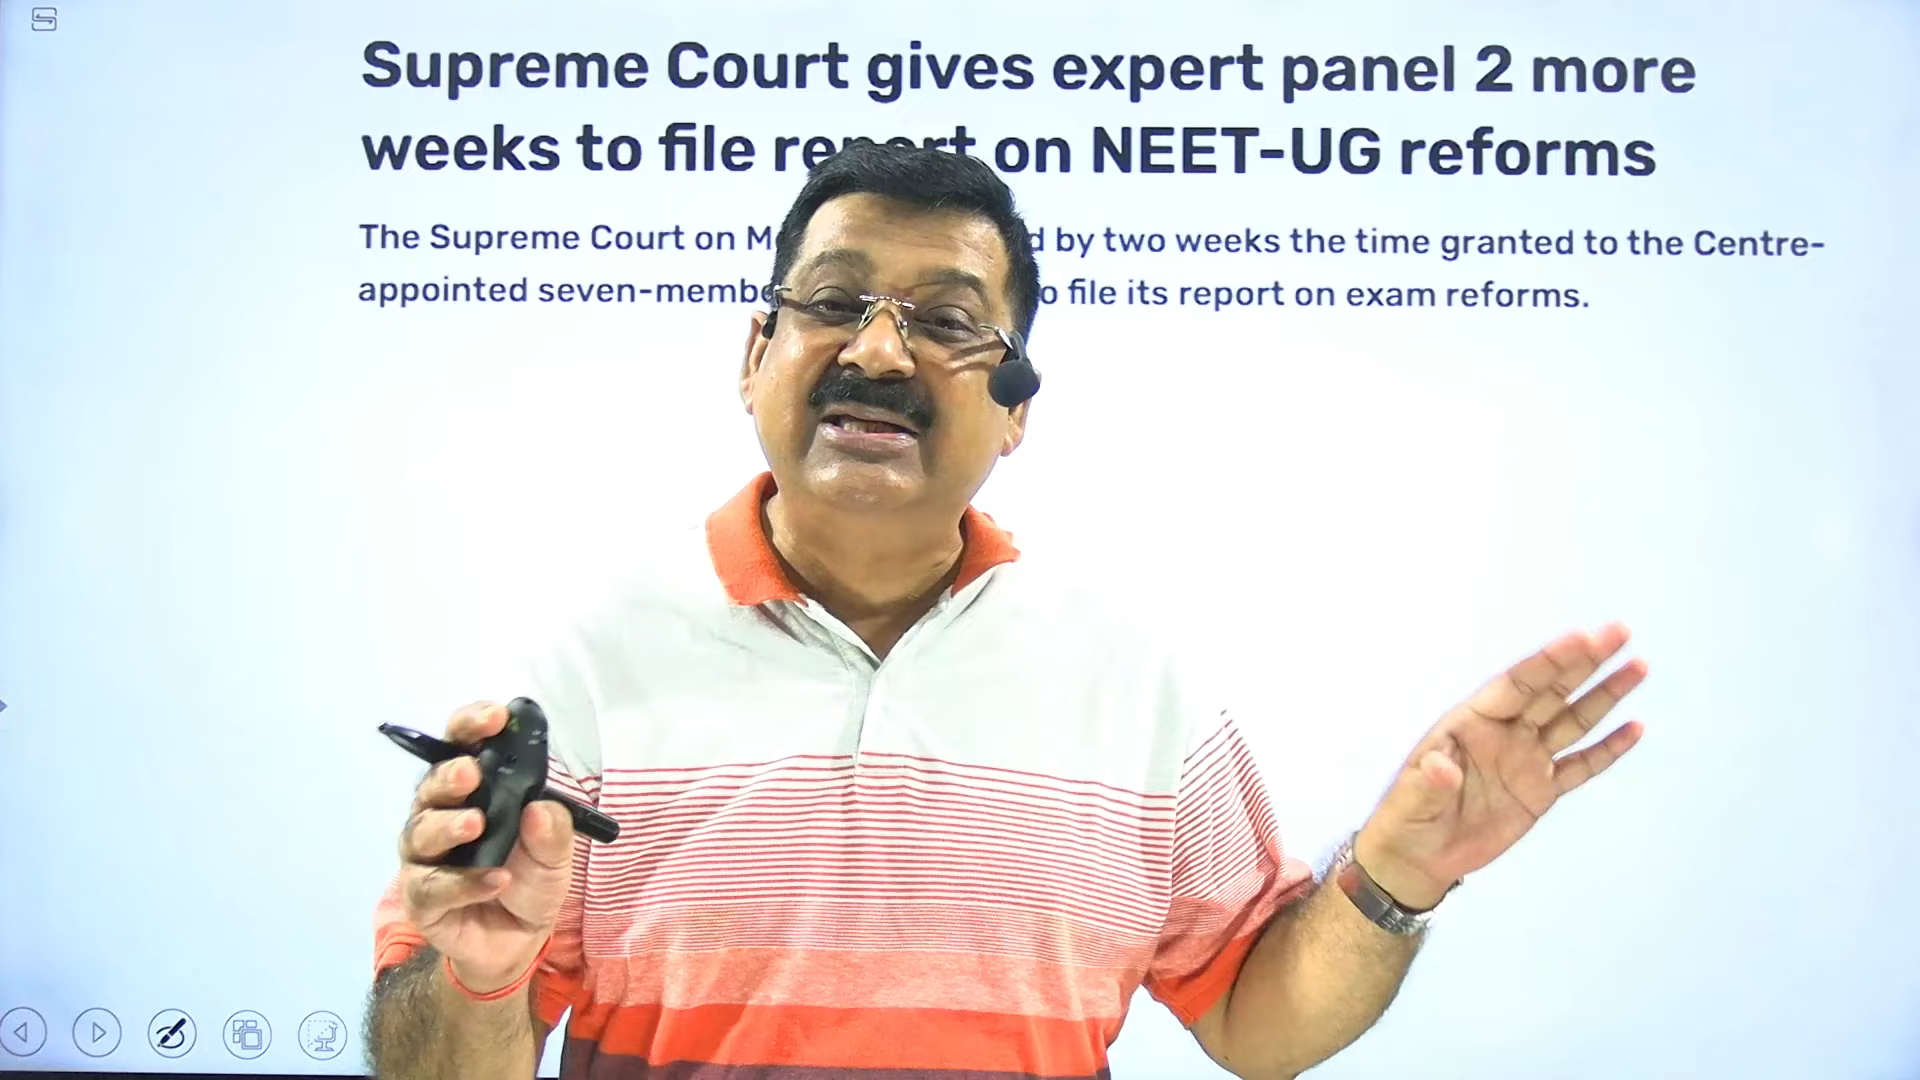 Supreme Court gives expert panel 2 more
weeks to file report on NEET-UG reforms
The Supreme Court on by two weeks the time granted to the Centre-
appointed file its report on exam reforms.